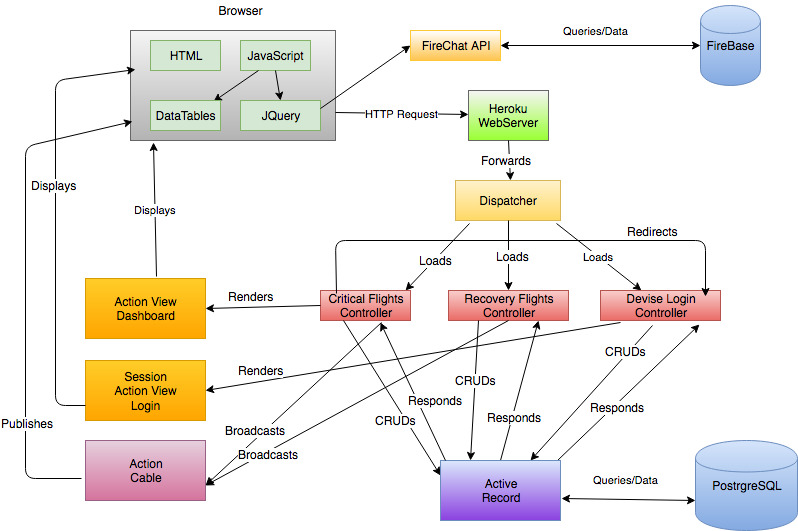 Browser
HTML
JavaScript
DataTables
JQuery
FireChat API
Queries/Data
FireBase
HTTP Request
Heroku
WebServer
Forwards
Dispatcher
Displays
Displays
Redirects
Loads
Loads
Loads
Action View
Dashboard
Renders
Critical Flights
Controller
Recovery Flights
Controller
Devise Login
Controller
Session
Action View
Login
Renders
CRUDs
CRUDs
CRUDs
Responds
Responds
Responds
Publishes
Broadcasts
Broadcasts
Action
Cable
Active
Record
Queries/Data
PostrgreSQL